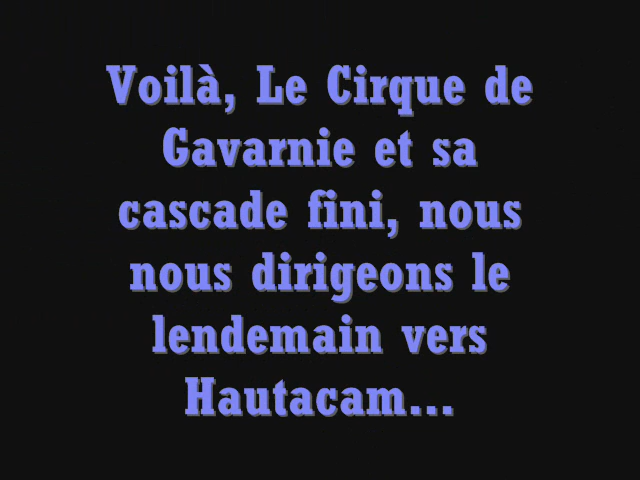 Voilà, Le Cirque de
Gavarnie et sa
cascade fini, nous
nous dirigeons le
lendemain vers
Hautacam...